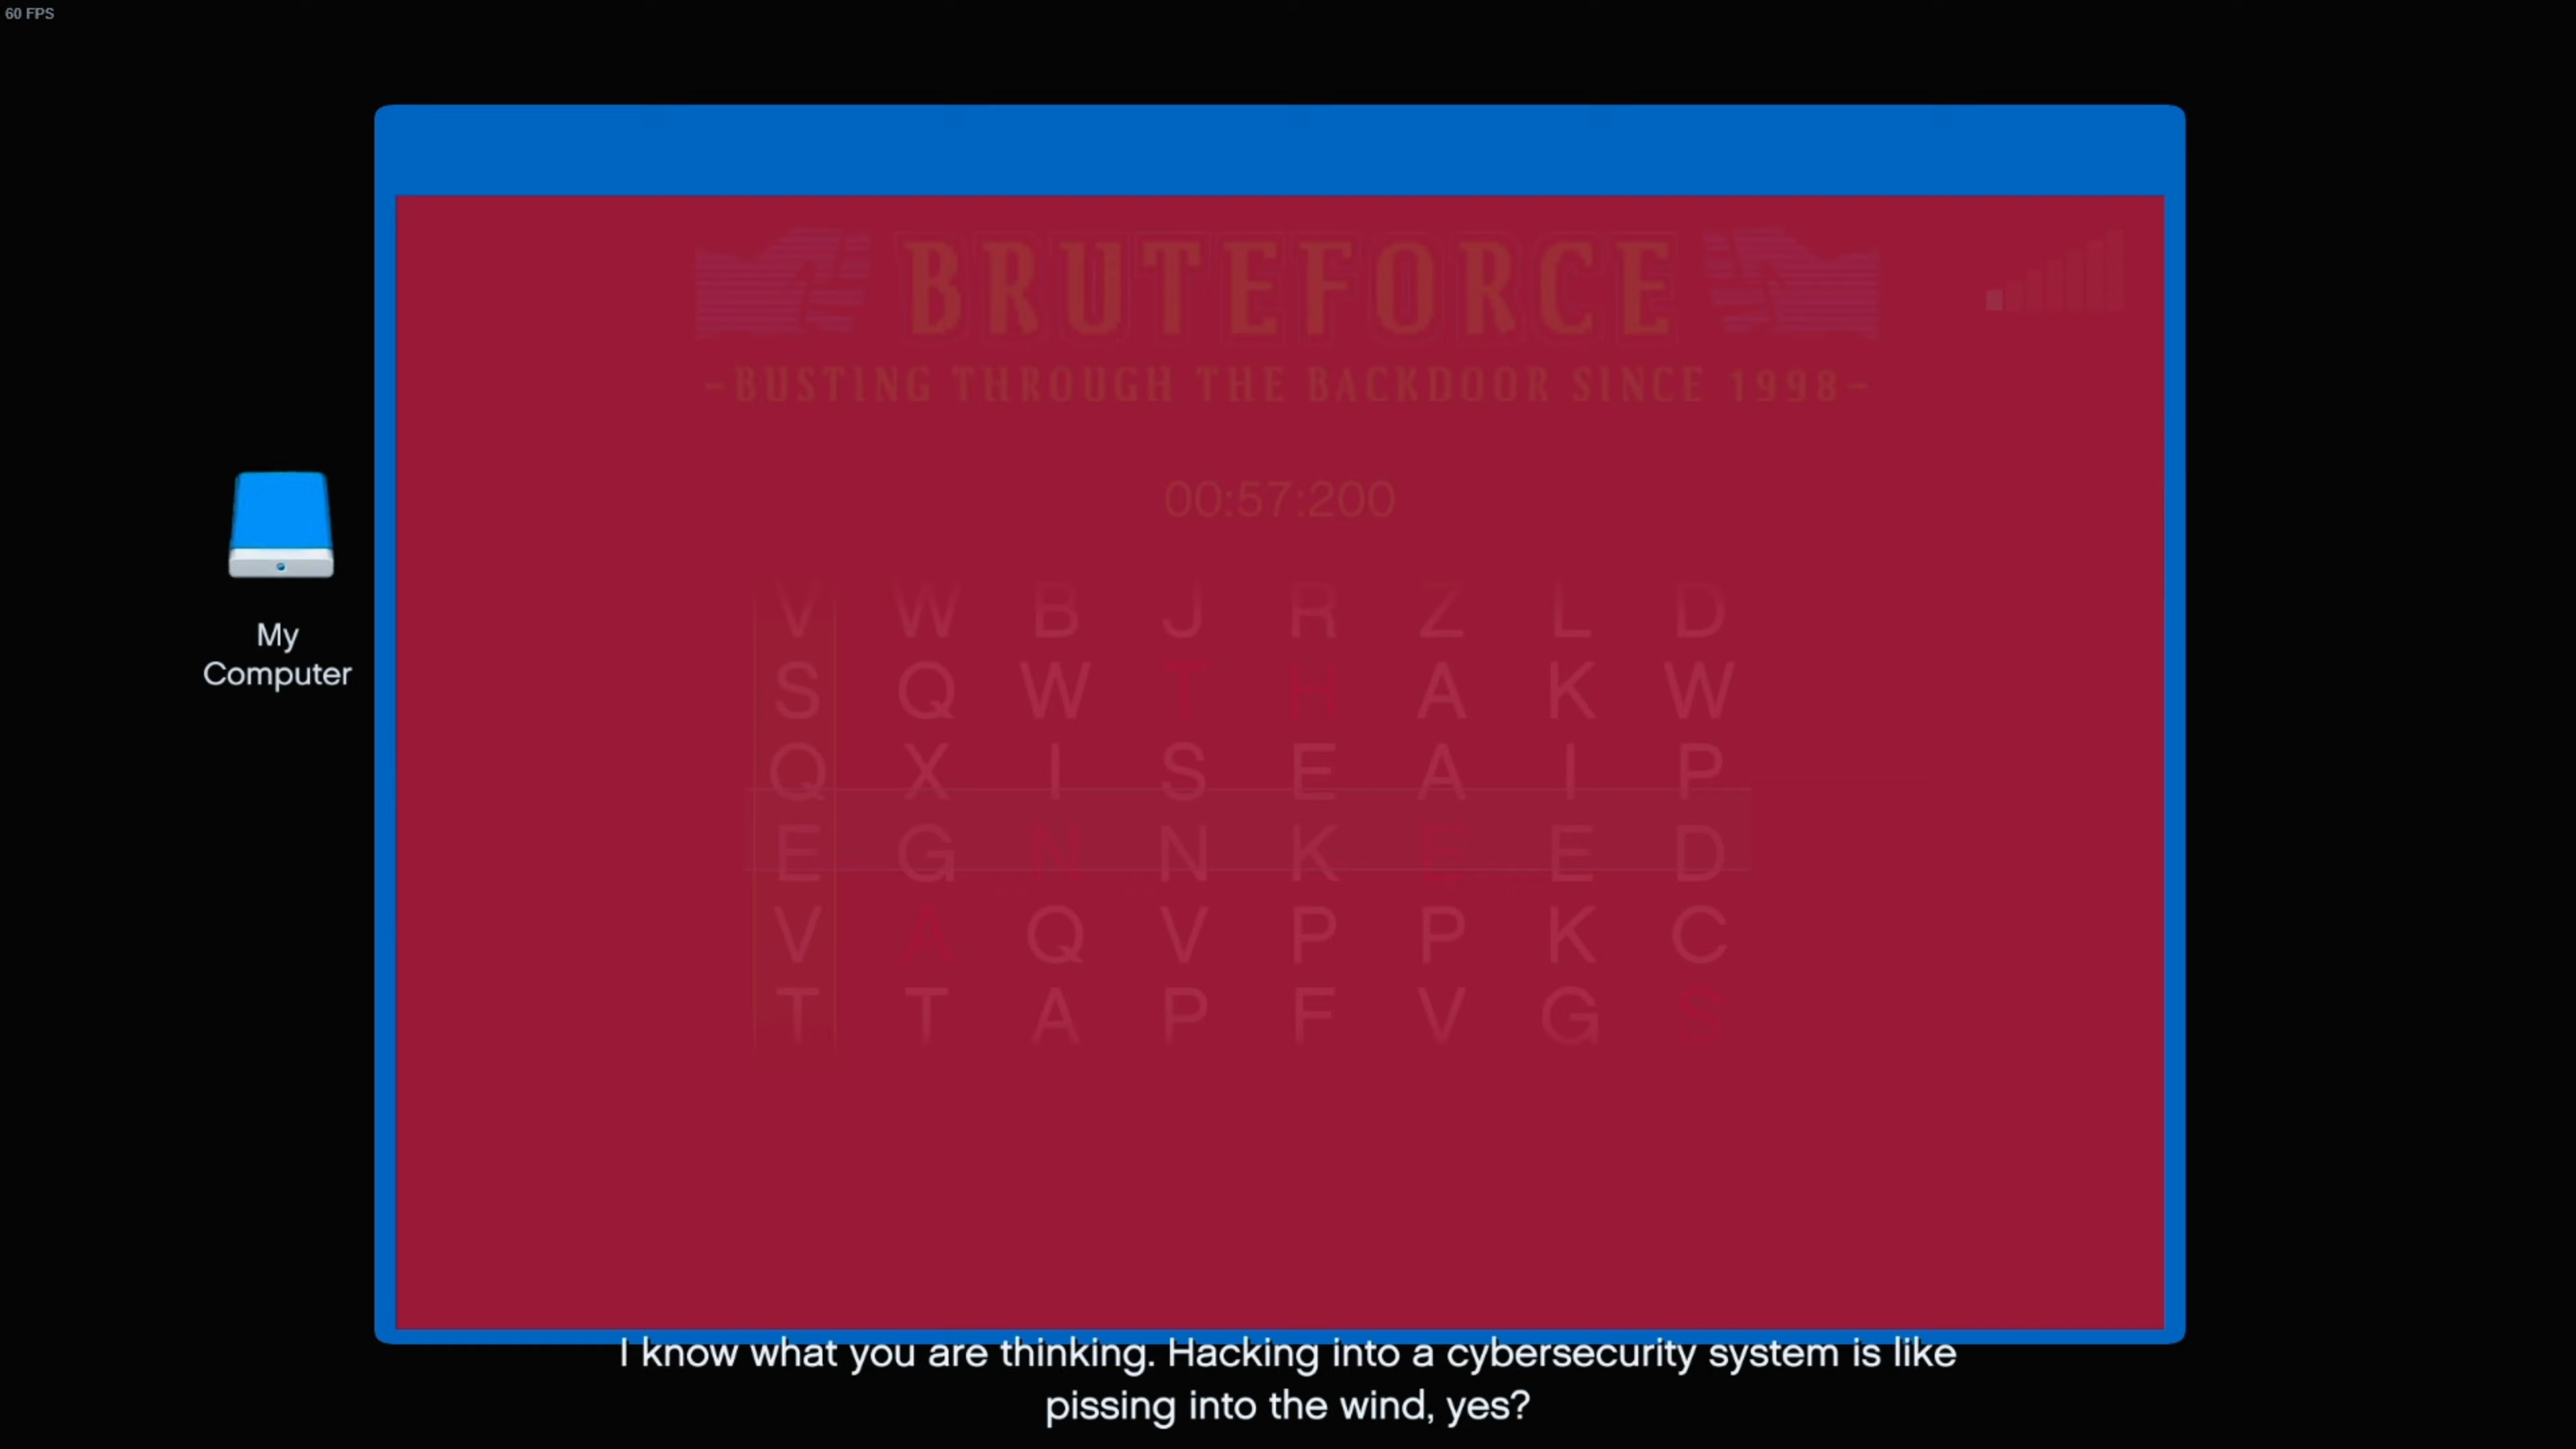 60 FPS
BRUTEFORCE
-BUSTING THROUGH THE BACKDOOR SINCE 1998-
00:57:200
V W B J R Z L D
S Q W T H A K W
Q X I S E A I P
E G N N K E E D
V A Q V P P K C
T T A P F V G S
My
Computer
I know what you are thinking. Hacking into a cybersecurity system is like
pissing into the wind, yes?